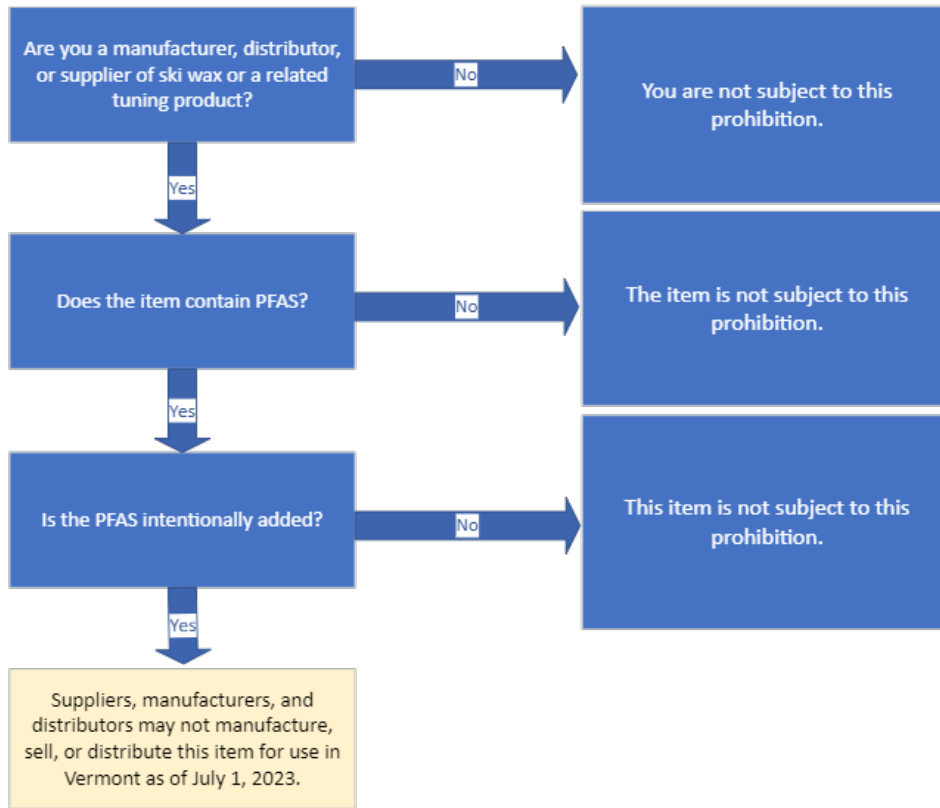 Are you a manufacturer, distributor,
or supplier of ski wax or a related
tuning product?
No
You are not subject to this
prohibition.
Yes
Does the item contain PFAS?
No
The item is not subject to this
prohibition.
Yes
Is the PFAS intentionally added?
No
This item is not subject to this
prohibition.
Yes
Suppliers, manufacturers, and
distributors may not manufacture,
sell, or distribute this item for use in
Vermont as of July 1, 2023.